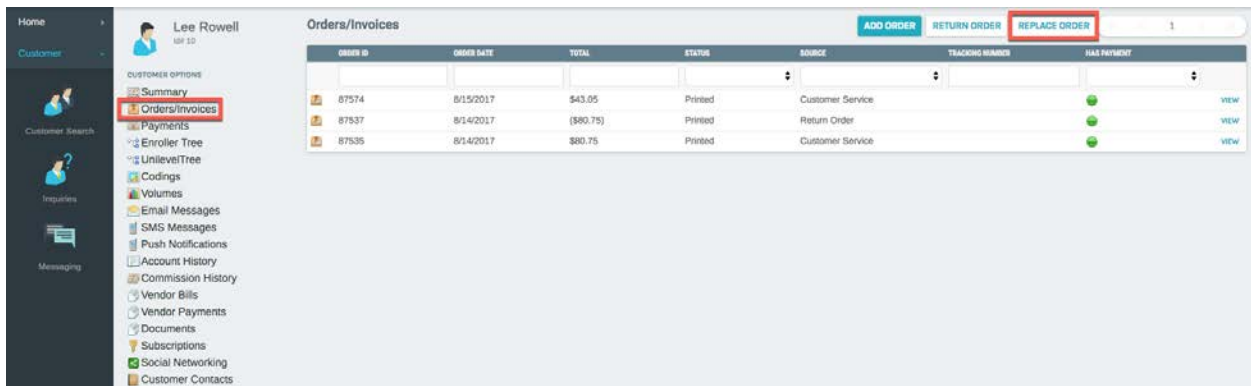 Home
Customer
Customer Search
Inquiries
Messaging
Lee Rowell
ID# 10
CUSTOMER OPTIONS
Summary
Orders/Invoices
Payments
Enroller Tree
UnilevelTree
Codings
Volumes
Email Messages
SMS Messages
Push Notifications
Account History
Commission History
Vendor Bills
Vendor Payments
Documents
Subscriptions
Social Networking
Customer Contacts
Orders/Invoices
ADD ORDER RETURN ORDER REPLACE ORDER 1
ORDER ID ORDER DATE TOTAL STATUS SOURCE TRACKING NUMBER HAS PAYMENT
87574 8/15/2017 $43.05 Printed Customer Service VIEW
87537 8/14/2017 ($80.75) Printed Return Order VIEW
87535 8/14/2017 $80.75 Printed Customer Service VIEW